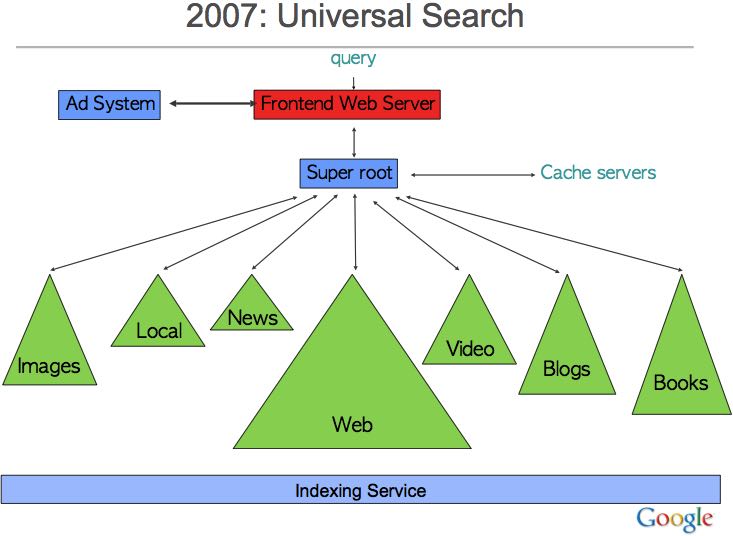 2007: Universal Search
query
Ad System
Frontend Web Server
Super root
Cache servers
Images
Local
News
Web
Video
Blogs
Books
Indexing Service
Google